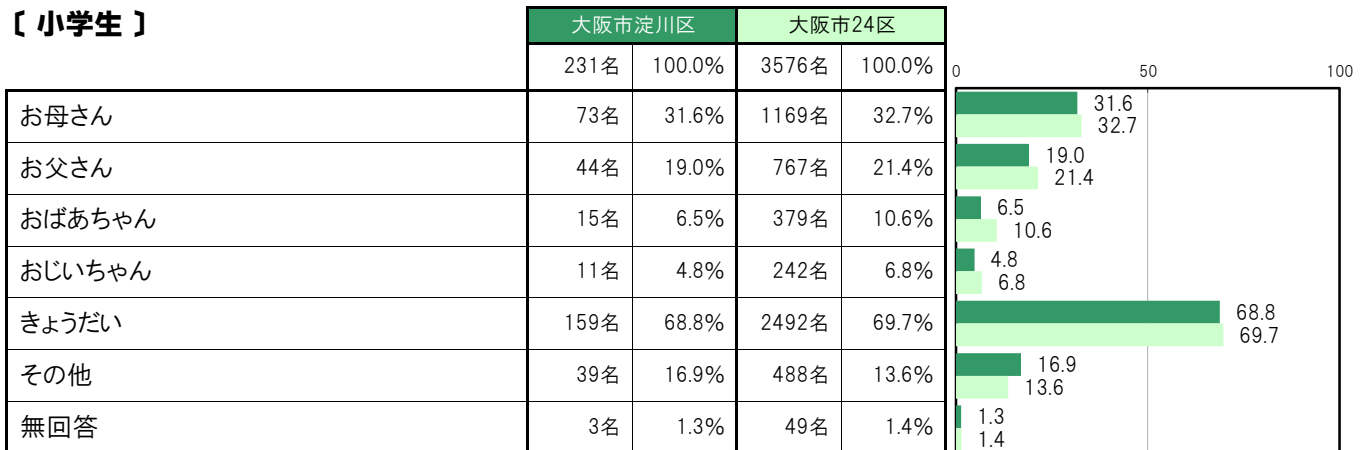 〔 小学生 〕
大阪市淀川区 大阪市24区
231名 100.0% 3576名 100.0%
0 50 100
お母さん 73名 31.6% 1169名 32.7%
31.6
32.7
お父さん 44名 19.0% 767名 21.4%
19.0
21.4
おばあちゃん 15名 6.5% 379名 10.6%
6.5
10.6
おじいちゃん 11名 4.8% 242名 6.8%
4.8
6.8
きょうだい 159名 68.8% 2492名 69.7%
68.8
69.7
その他 39名 16.9% 488名 13.6%
16.9
13.6
無回答 3名 1.3% 49名 1.4%
1.3
1.4